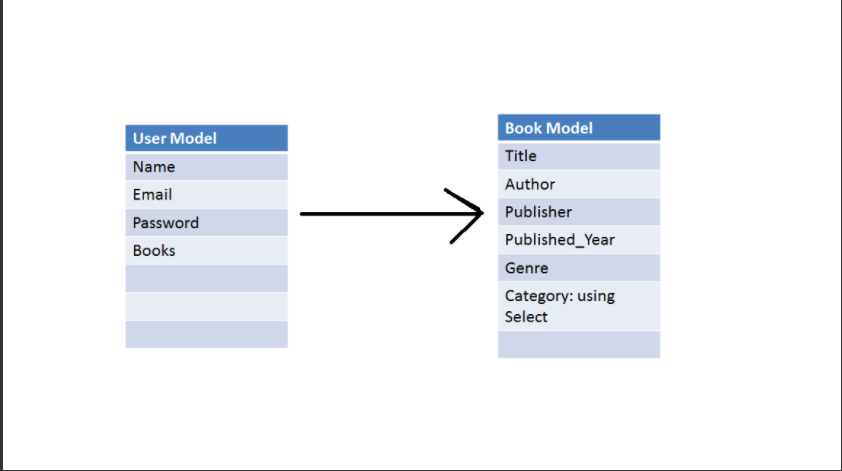 User Model
Name
Email
Password
Books
Book Model
Title
Author
Publisher
Published_Year
Genre
Category: using
Select